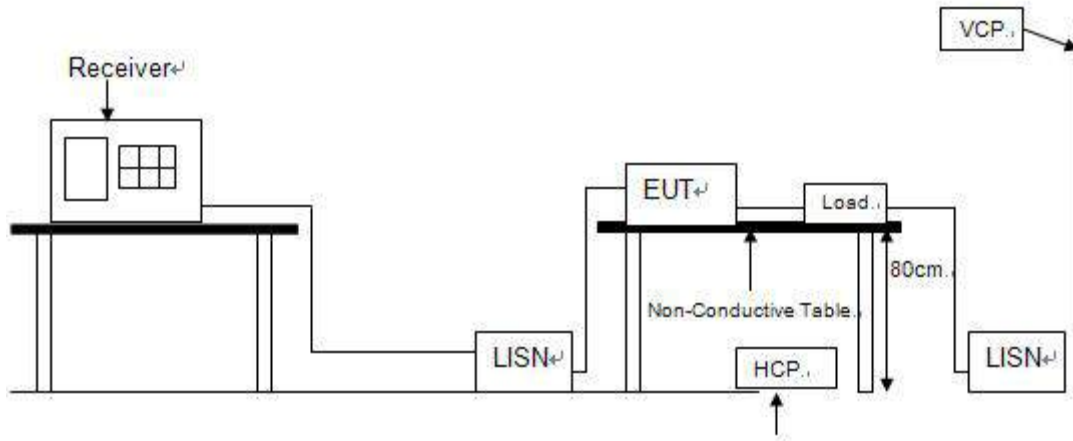 VCP.
Receiver
EUT
Load.
80cm.
Non-Conductive Table.
LISN
HCP.
LISN